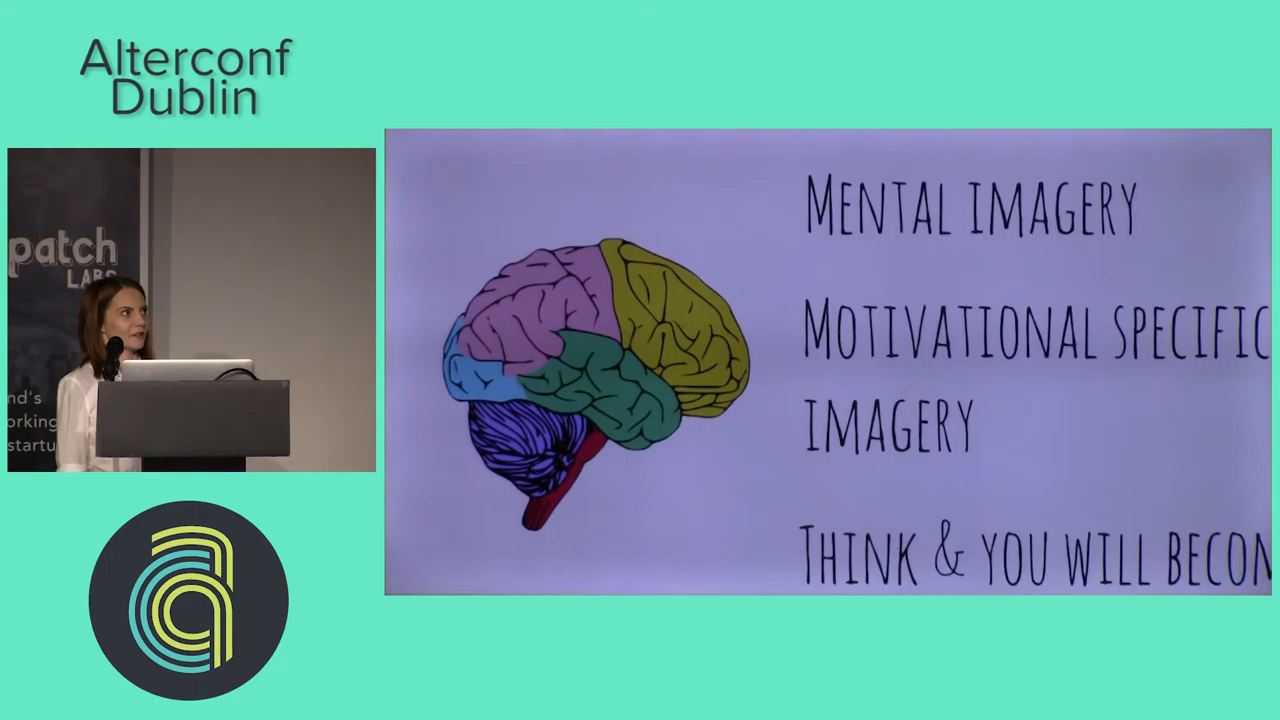 Alterconf
Dublin
patch
LABS
nd's
orking
startu
MENTAL IMAGERY
MOTIVATIONAL SPECIFIC
IMAGERY
THINK & YOU WILL BECOM